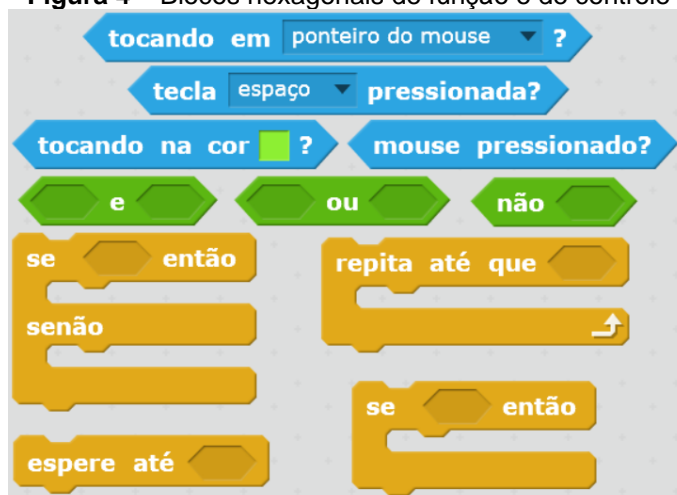 Figura 4 – Blocos hexagonais de função e de controle
tocando em ponteiro do mouse ?
tecla espaço pressionada?
tocando na cor ?
mouse pressionado?
e
ou
não
se então
senão
repita até que
se então
espere até